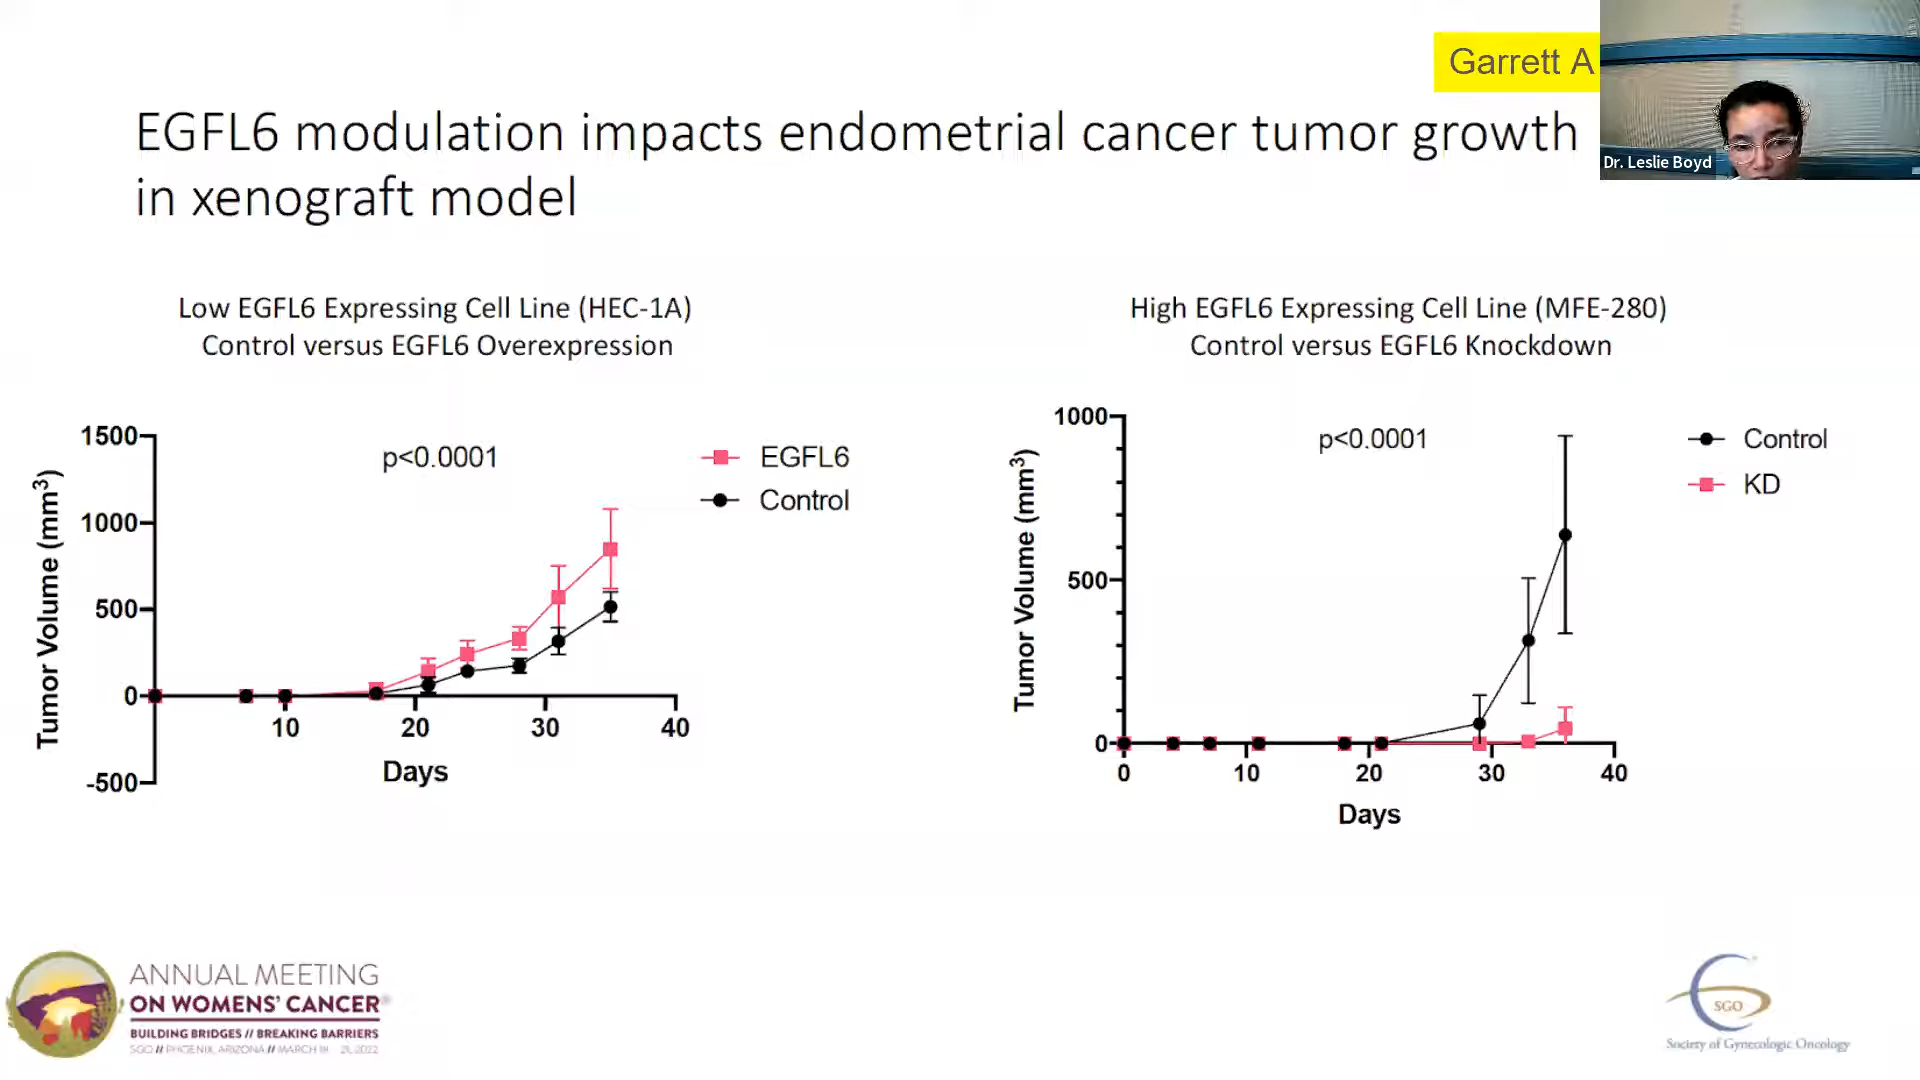 Garrett A
Dr. Leslie Boyd
EGFL6 modulation impacts endometrial cancer tumor growth
in xenograft model
Low EGFL6 Expressing Cell Line (HEC-1A)
Control versus EGFL6 Overexpression
1500
1000
500
0
-500
Tumor Volume (mm³)
p<0.0001
EGFL6
Control
10 20 30 40
Days
High EGFL6 Expressing Cell Line (MFE-280)
Control versus EGFL6 Knockdown
1000
500
0
Tumor Volume (mm³)
p<0.0001
Control
KD
0 10 20 30 40
Days
ANNUAL MEETING
ON WOMENS' CANCER
BUILDING BRIDGES // BREAKING BARRIERS
SGO // PHOENIX, ARIZONA // MARCH 18 - 21, 2022
SGO
Society of Gynecologic Oncology